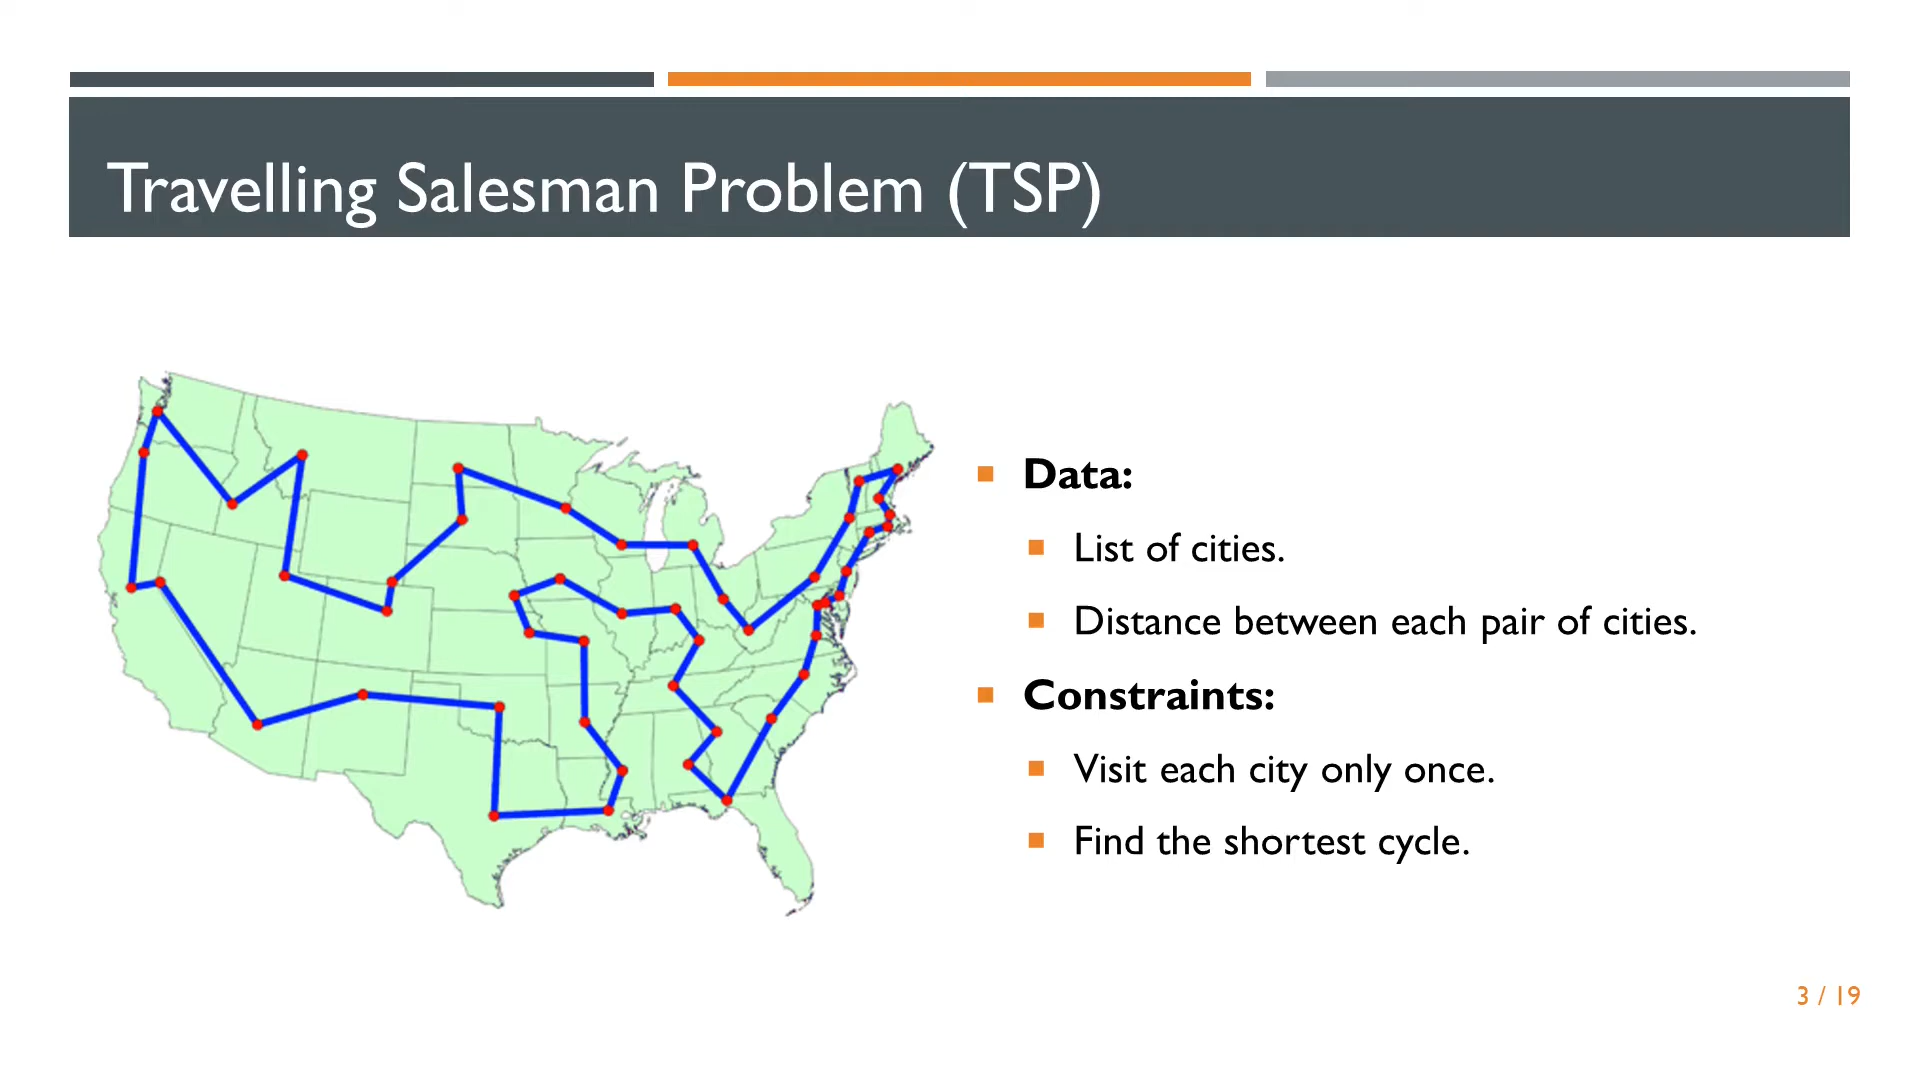 Travelling Salesman Problem (TSP)
Data:
List of cities.
Distance between each pair of cities.
Constraints:
Visit each city only once.
Find the shortest cycle.
3 / 19